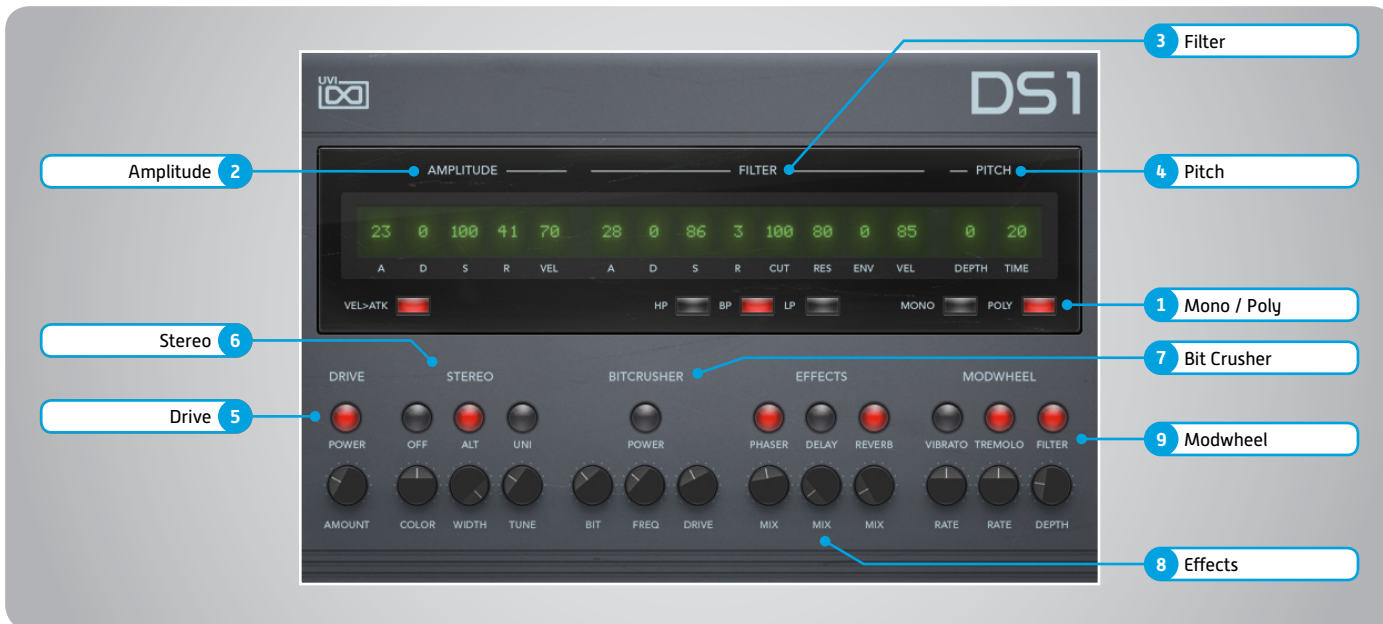 3 Filter
UVI
DS1
Amplitude 2
AMPLITUDE
FILTER
PITCH
4 Pitch
23 0 100 41 70 28 0 86 3 100 80 0 85 0 20
A D S R VEL A D S R CUT RES ENV VEL DEPTH TIME
VEL>ATK HP BP LP MONO POLY
1 Mono / Poly
Stereo 6
7 Bit Crusher
DRIVE STEREO BITCRUSHER EFFECTS MODWHEEL
Drive 5
POWER OFF ALT UNI POWER PHASER DELAY REVERB VIBRATO TREMOLO FILTER
9 Modwheel
AMOUNT COLOR WIDTH TUNE BIT FREQ DRIVE MIX MIX MIX RATE RATE DEPTH
8 Effects